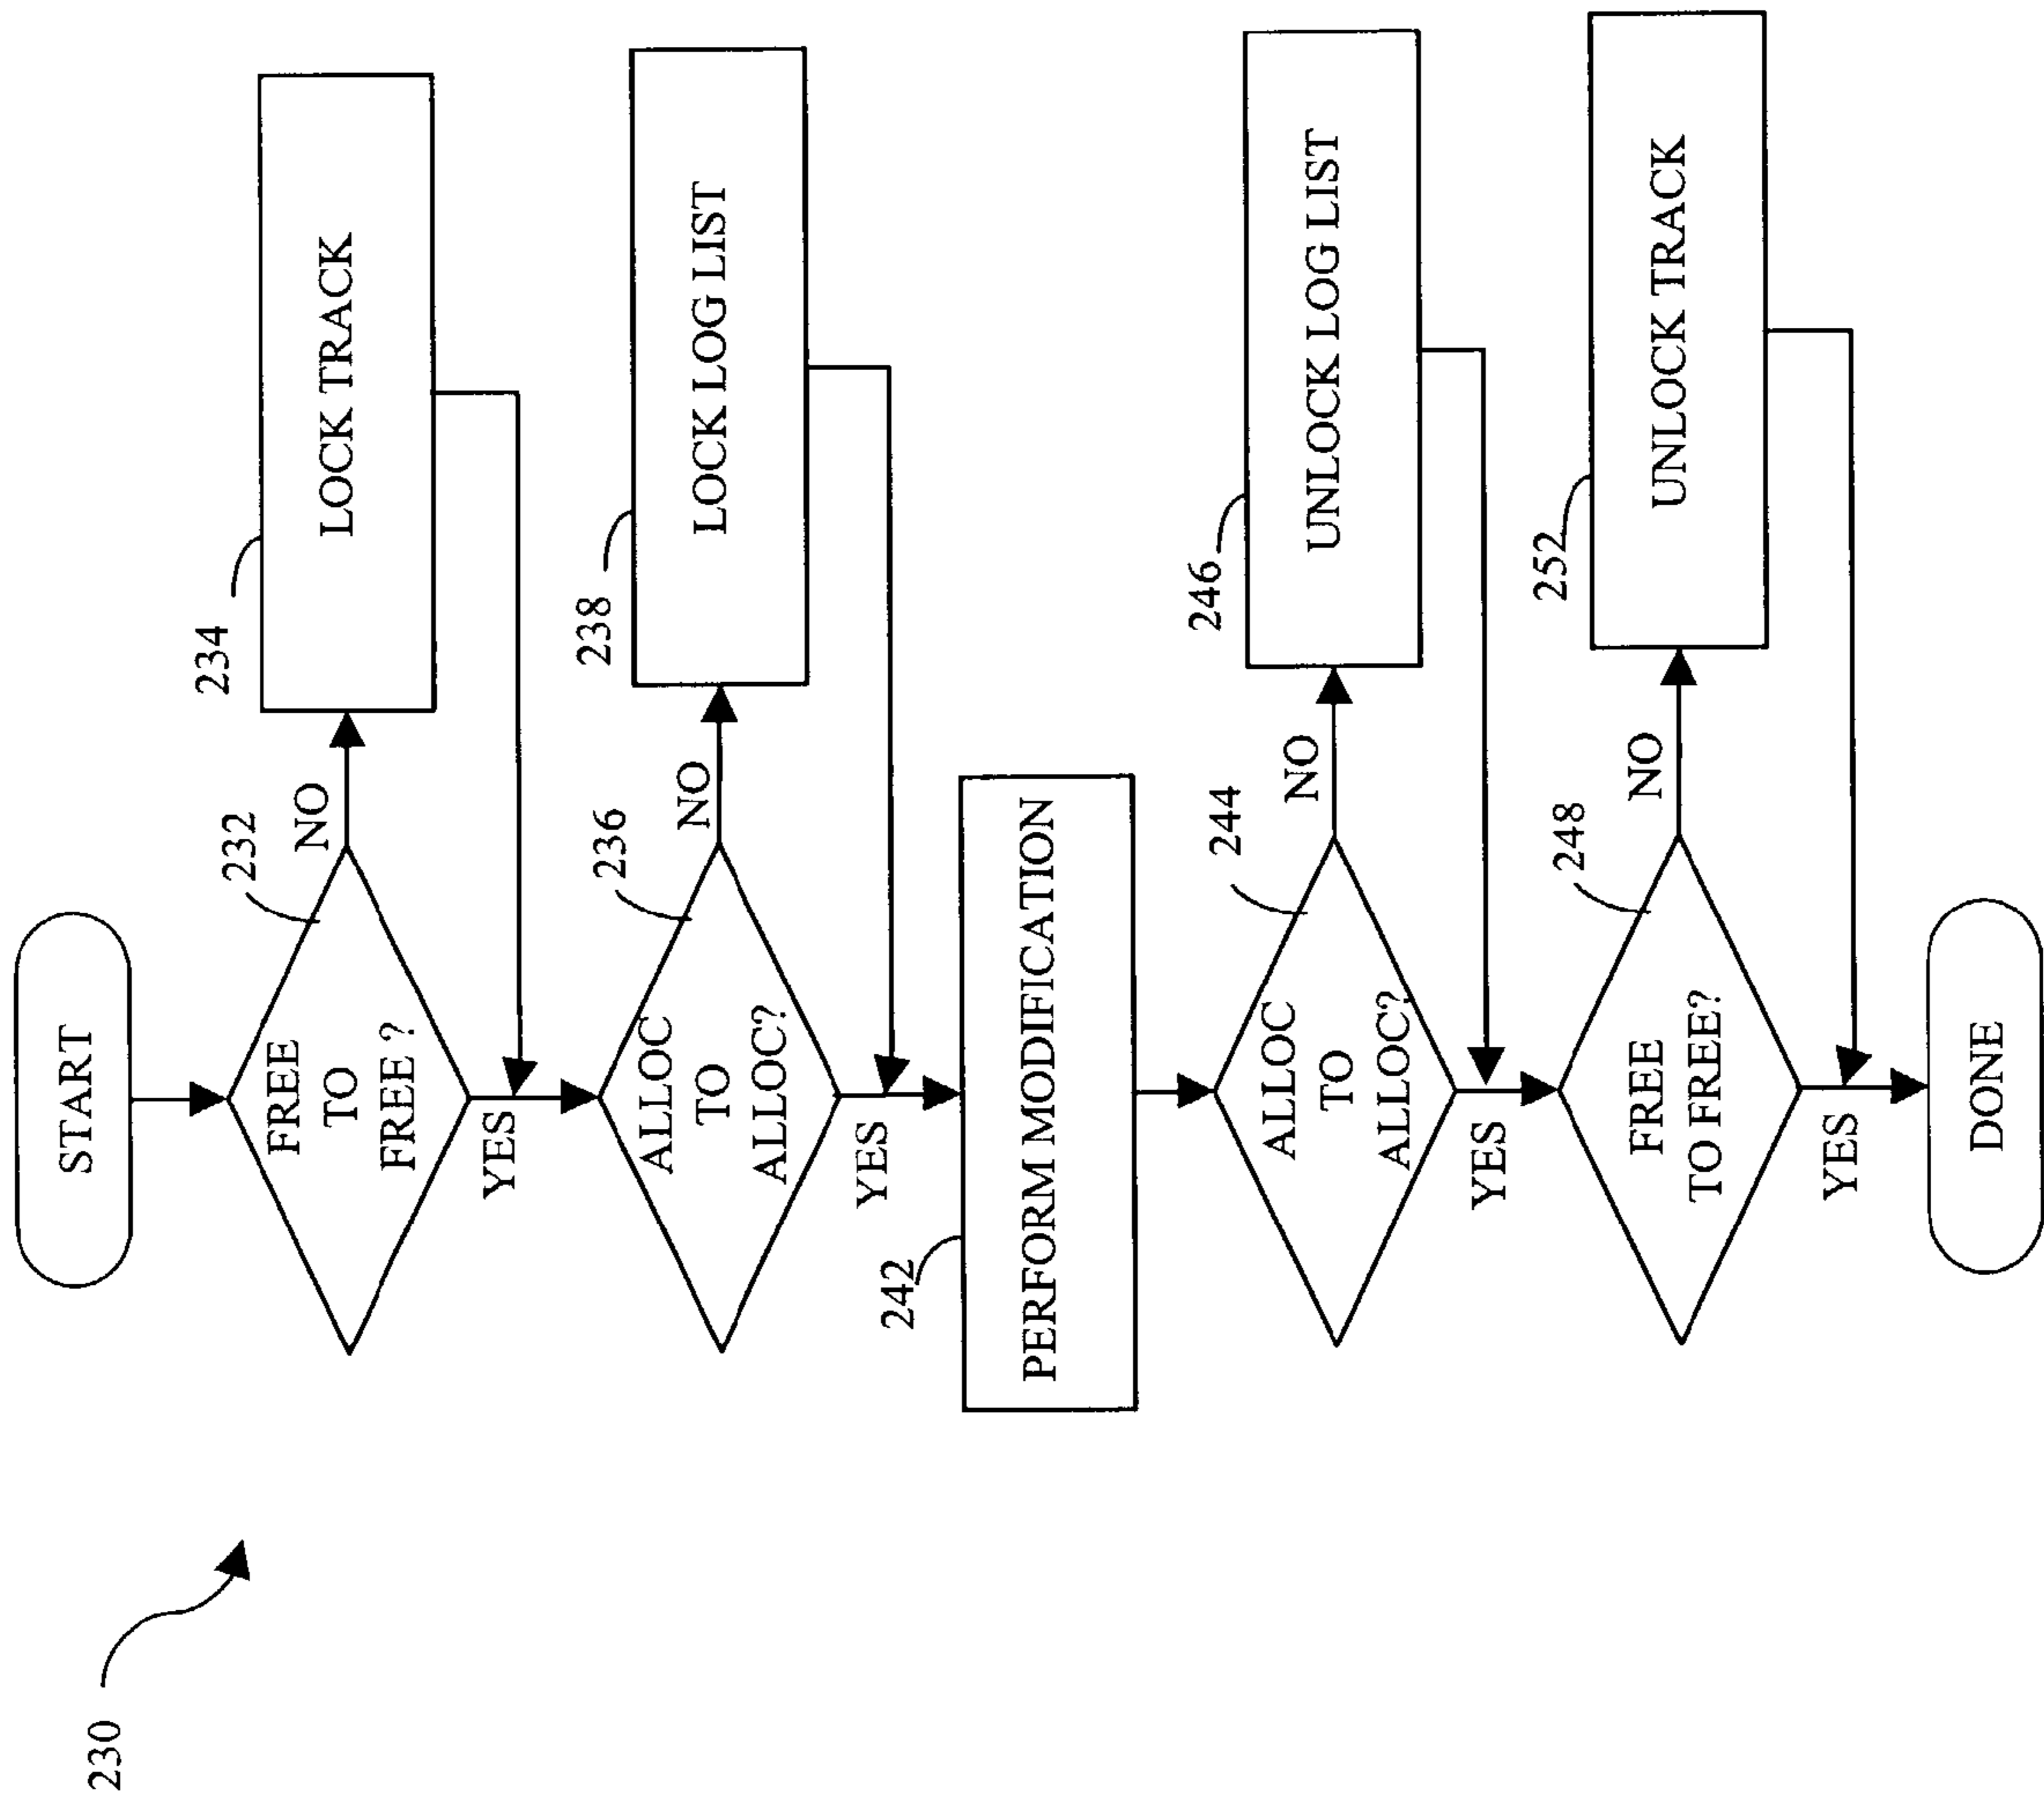 230
START
232
FREE
TO
FREE ?
NO
234
LOCK TRACK
YES
236
ALLOC
TO
ALLOC?
NO
238
LOCK LOG LIST
YES
242
PERFORM MODIFICATION
244
ALLOC
TO
ALLOC?
NO
246
UNLOCK LOG LIST
YES
248
FREE
TO FREE?
NO
252
UNLOCK TRACK
YES
DONE